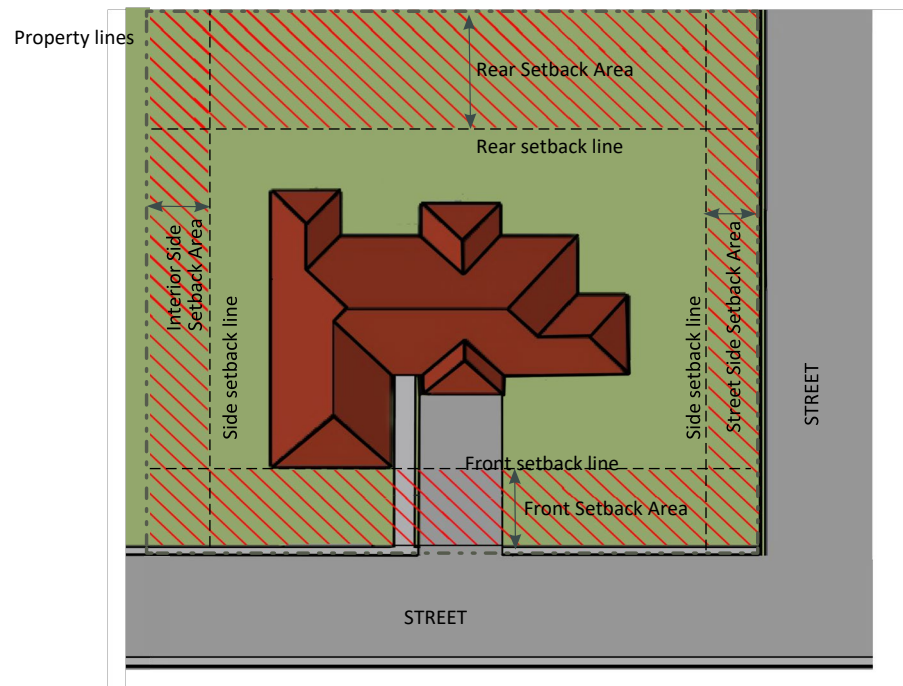 Property lines
Rear Setback Area
Rear setback line
Interior Side
Setback Area
Side setback line
Side setback line
Street Side Setback Area
STREET
Front setback line
Front Setback Area
STREET